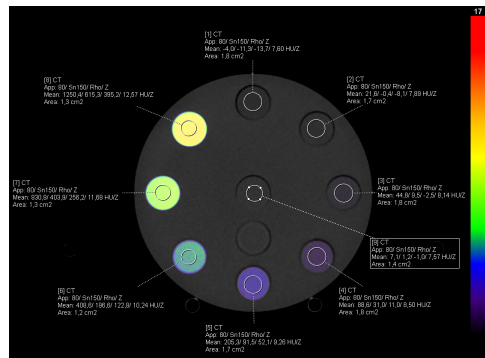 17
[1] CT
App: 80/ Sn150/ Rho/ Z
Mean: -4,0/ -11,3/ -13,7/ 7,60 HU/Z
Area: 1,8 cm2
[8] CT
App: 80/ Sn150/ Rho/ Z
Mean: 1250,4/ 615,3/ 395,2/ 12,57 HU/Z
Area: 1,3 cm2
[2] CT
App: 80/ Sn150/ Rho/ Z
Mean: 21,6/ -0,4/ -8,1/ 7,88 HU/Z
Area: 1,7 cm2
[7] CT
App: 80/ Sn150/ Rho/ Z
Mean: 830,8/ 403,9/ 256,2/ 11,68 HU/Z
Area: 1,3 cm2
[3] CT
App: 80/ Sn150/ Rho/ Z
Mean: 44,8/ 9,5/ -2,5/ 8,14 HU/Z
Area: 1,8 cm2
[9] CT
App: 80/ Sn150/ Rho/ Z
Mean: 7,1/ 1,2/ -1,0/ 7,57 HU/Z
Area: 1,4 cm2
[6] CT
App: 80/ Sn150/ Rho/ Z
Mean: 408,6/ 196,6/ 122,8/ 10,24 HU/Z
Area: 1,2 cm2
[4] CT
App: 80/ Sn150/ Rho/ Z
Mean: 88,6/ 31,0/ 11,0/ 8,50 HU/Z
Area: 1,8 cm2
[5] CT
App: 80/ Sn150/ Rho/ Z
Mean: 205,3/ 91,5/ 52,1/ 9,26 HU/Z
Area: 1,7 cm2
0